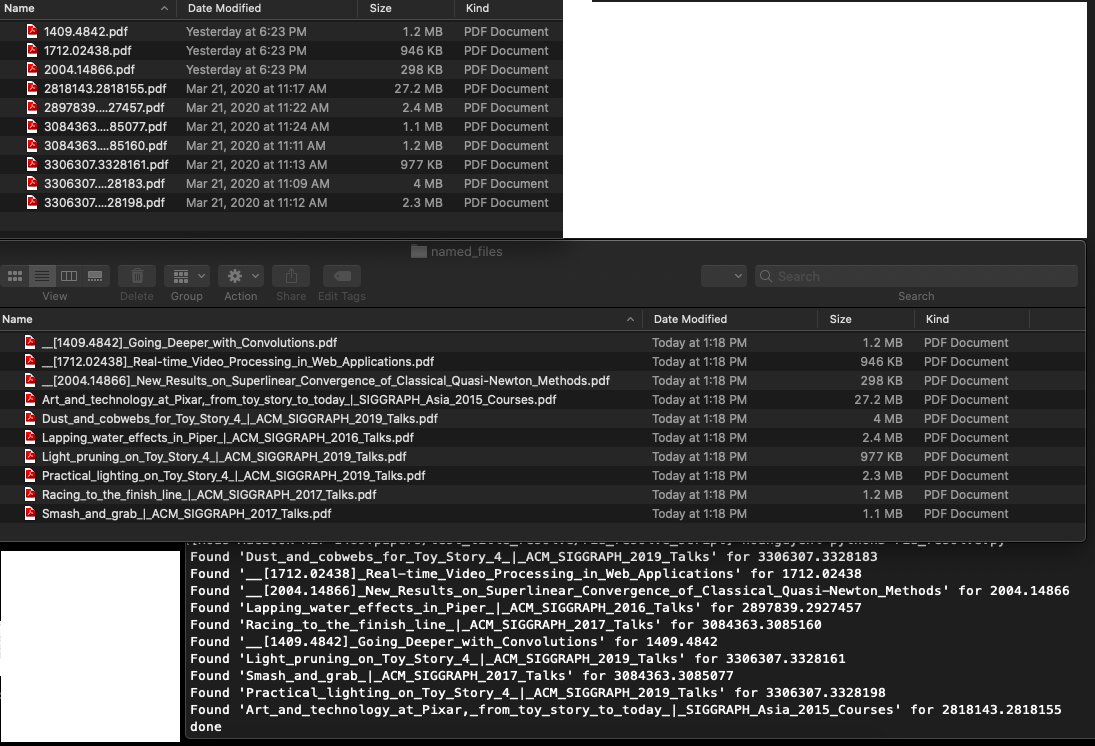 Name Date Modified Size Kind
1409.4842.pdf Yesterday at 6:23 PM 1.2 MB PDF Document
1712.02438.pdf Yesterday at 6:23 PM 946 KB PDF Document
2004.14866.pdf Yesterday at 6:23 PM 298 KB PDF Document
2818143.2818155.pdf Mar 21, 2020 at 11:17 AM 27.2 MB PDF Document
2897839....27457.pdf Mar 21, 2020 at 11:22 AM 2.4 MB PDF Document
3084363....85077.pdf Mar 21, 2020 at 11:24 AM 1.1 MB PDF Document
3084363....85160.pdf Mar 21, 2020 at 11:11 AM 1.2 MB PDF Document
3306307.3328161.pdf Mar 21, 2020 at 11:13 AM 977 KB PDF Document
3306307....28183.pdf Mar 21, 2020 at 11:09 AM 4 MB PDF Document
3306307....28198.pdf Mar 21, 2020 at 11:12 AM 2.3 MB PDF Document
named_files
Search
View Delete Group Action Share Edit Tags Search
Name Date Modified Size Kind
__[1409.4842]_Going_Deeper_with_Convolutions.pdf Today at 1:18 PM 1.2 MB PDF Document
__[1712.02438]_Real-time_Video_Processing_in_Web_Applications.pdf Today at 1:18 PM 946 KB PDF Document
__[2004.14866]_New_Results_on_Superlinear_Convergence_of_Classical_Quasi-Newton_Methods.pdf Today at 1:18 PM 298 KB PDF Document
Art_and_technology_at_Pixar,_from_toy_story_to_today_|_SIGGRAPH_Asia_2015_Courses.pdf Today at 1:18 PM 27.2 MB PDF Document
Dust_and_cobwebs_for_Toy_Story_4_|_ACM_SIGGRAPH_2019_Talks.pdf Today at 1:18 PM 4 MB PDF Document
Lapping_water_effects_in_Piper_|_ACM_SIGGRAPH_2016_Talks.pdf Today at 1:18 PM 2.4 MB PDF Document
Light_pruning_on_Toy_Story_4_|_ACM_SIGGRAPH_2019_Talks.pdf Today at 1:18 PM 977 KB PDF Document
Practical_lighting_on_Toy_Story_4_|_ACM_SIGGRAPH_2019_Talks.pdf Today at 1:18 PM 2.3 MB PDF Document
Racing_to_the_finish_line_|_ACM_SIGGRAPH_2017_Talks.pdf Today at 1:18 PM 1.2 MB PDF Document
Smash_and_grab_|_ACM_SIGGRAPH_2017_Talks.pdf Today at 1:18 PM 1.1 MB PDF Document
Found 'Dust_and_cobwebs_for_Toy_Story_4_|_ACM_SIGGRAPH_2019_Talks' for 3306307.3328183
Found '__[1712.02438]_Real-time_Video_Processing_in_Web_Applications' for 1712.02438
Found '__[2004.14866]_New_Results_on_Superlinear_Convergence_of_Classical_Quasi-Newton_Methods' for 2004.14866
Found 'Lapping_water_effects_in_Piper_|_ACM_SIGGRAPH_2016_Talks' for 2897839.2927457
Found 'Racing_to_the_finish_line_|_ACM_SIGGRAPH_2017_Talks' for 3084363.3085160
Found '__[1409.4842]_Going_Deeper_with_Convolutions' for 1409.4842
Found 'Light_pruning_on_Toy_Story_4_|_ACM_SIGGRAPH_2019_Talks' for 3306307.3328161
Found 'Smash_and_grab_|_ACM_SIGGRAPH_2017_Talks' for 3084363.3085077
Found 'Practical_lighting_on_Toy_Story_4_|_ACM_SIGGRAPH_2019_Talks' for 3306307.3328198
Found 'Art_and_technology_at_Pixar,_from_toy_story_to_today_|_SIGGRAPH_Asia_2015_Courses' for 2818143.2818155
done